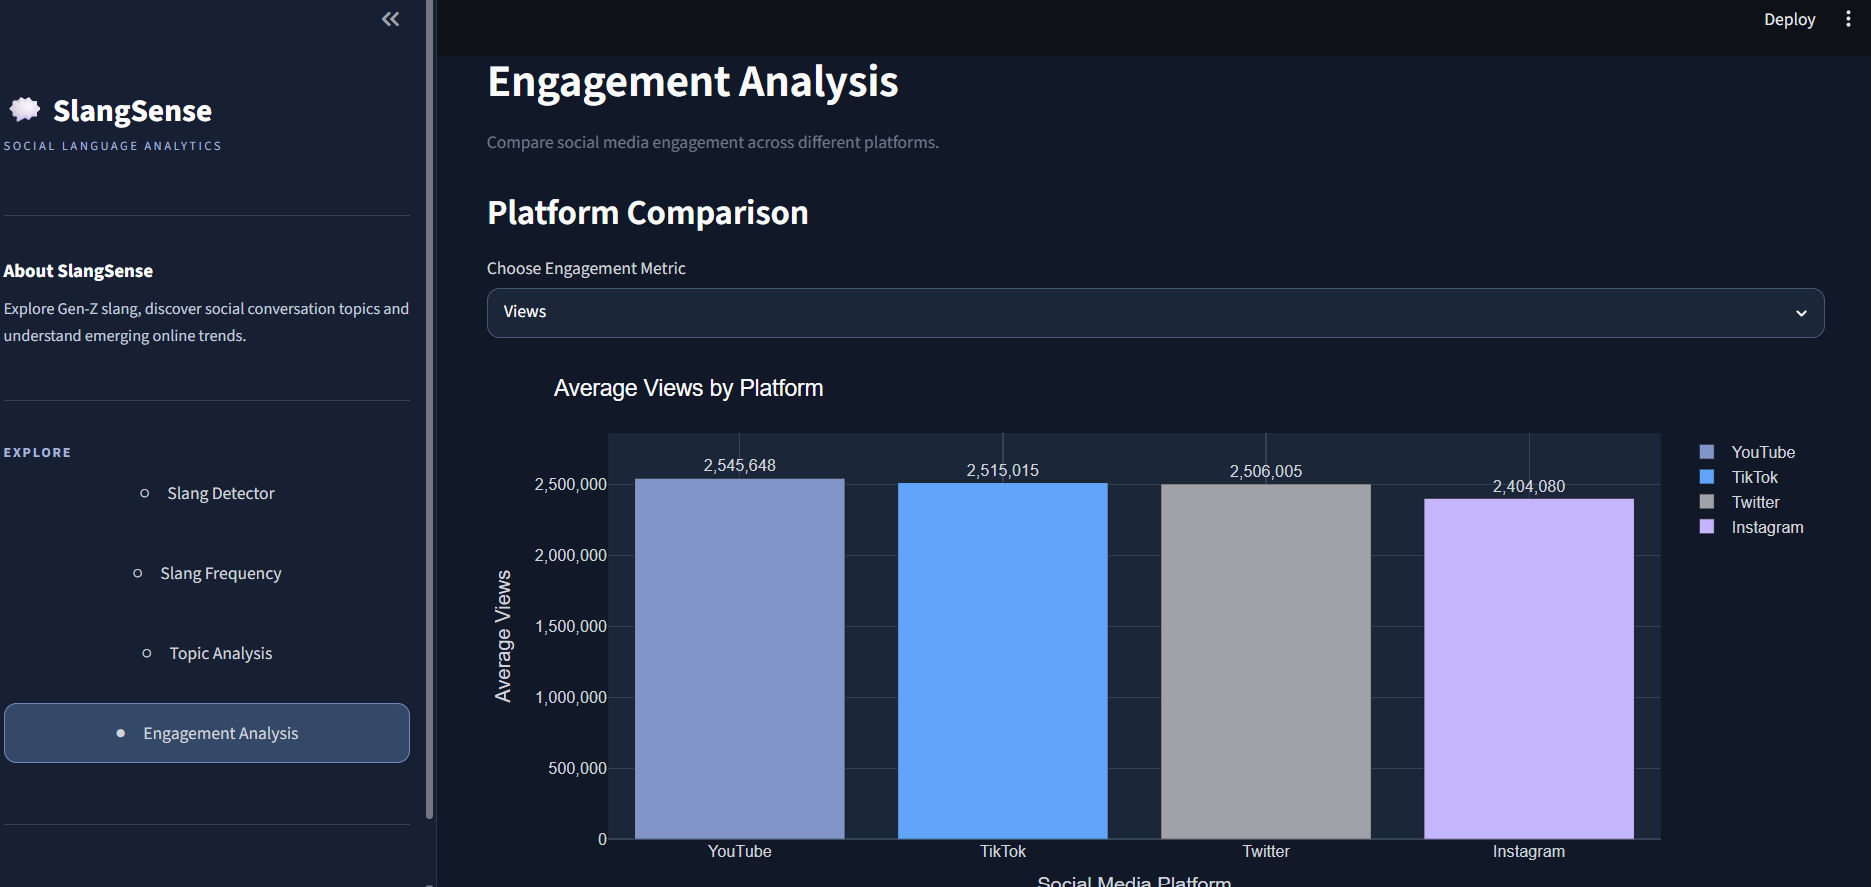 Deploy
SlangSense
SOCIAL LANGUAGE ANALYTICS
About SlangSense
Explore Gen-Z slang, discover social conversation topics and
understand emerging online trends.
EXPLORE
Slang Detector
Slang Frequency
Topic Analysis
Engagement Analysis
Engagement Analysis
Compare social media engagement across different platforms.
Platform Comparison
Choose Engagement Metric
Views
Average Views by Platform
Average Views
2,500,000
2,000,000
1,500,000
1,000,000
500,000
0
2,545,648
2,515,015
2,506,005
2,404,080
YouTube
TikTok
Twitter
Instagram
Social Media Platform
YouTube
TikTok
Twitter
Instagram